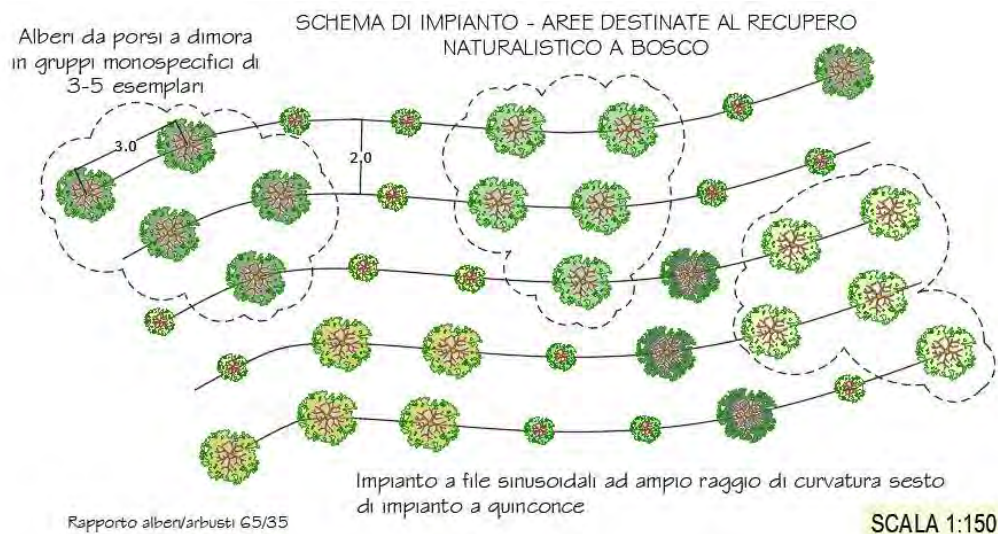 SCHEMA DI IMPIANTO - AREE DESTINATE AL RECUPERO
NATURALISTICO A BOSCO
Alberi da porsi a dimora
in gruppi monospecifici di
3-5 esemplari
3.0
2.0
Impianto a file sinusoidali ad ampio raggio di curvatura sesto
di impianto a quinconce
Rapporto alberi/arbusti 65/35
SCALA 1:150